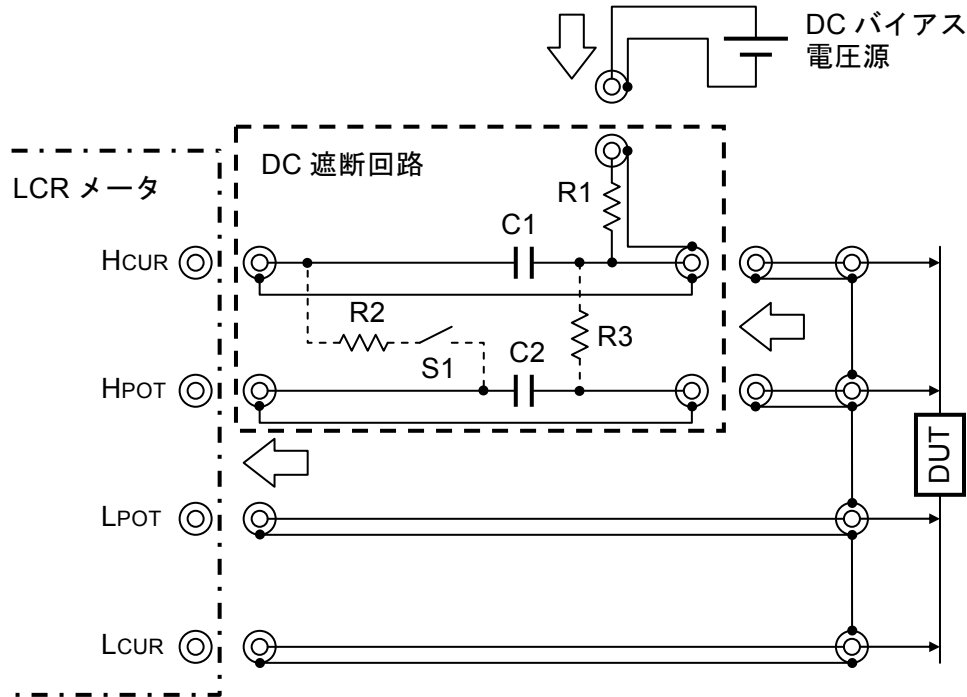 DC バイアス
電圧源
DC 遮断回路
LCR メータ
R1
C1
HCUR
R2
R3
S1
C2
HPOT
DUT
LPOT
LCUR